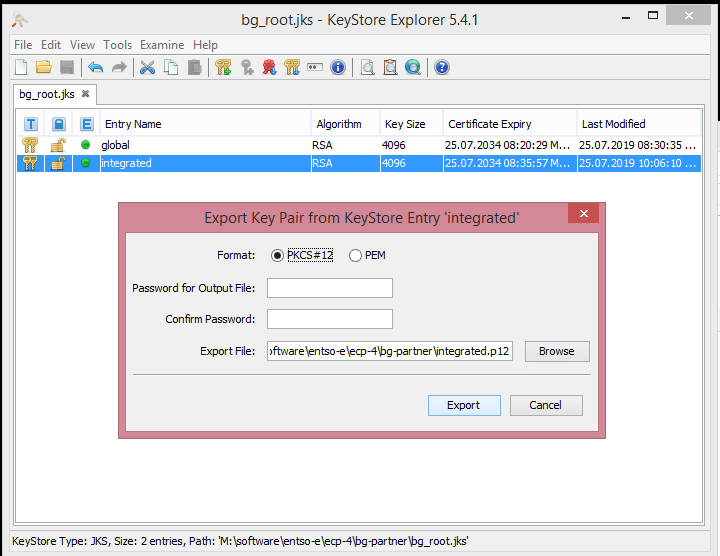 bg_root.jks - KeyStore Explorer 5.4.1
File Edit View Tools Examine Help
bg_root.jks
T E Entry Name Algorithm Key Size Certificate Expiry Last Modified
global RSA 4096 25.07.2034 08:20:29 M... 25.07.2019 08:30:35 ...
integrated RSA 4096 25.07.2034 08:35:57 M... 25.07.2019 10:06:10 ...
Export Key Pair from KeyStore Entry 'integrated'
Format: PKCS#12 PEM
Password for Output File:
Confirm Password:
Export File: oftware\entso-e\ecp-4\bg-partner\integrated.p12 Browse
Export Cancel
KeyStore Type: JKS, Size: 2 entries, Path: 'M:\software\entso-e\ecp-4\bg-partner\bg_root.jks'